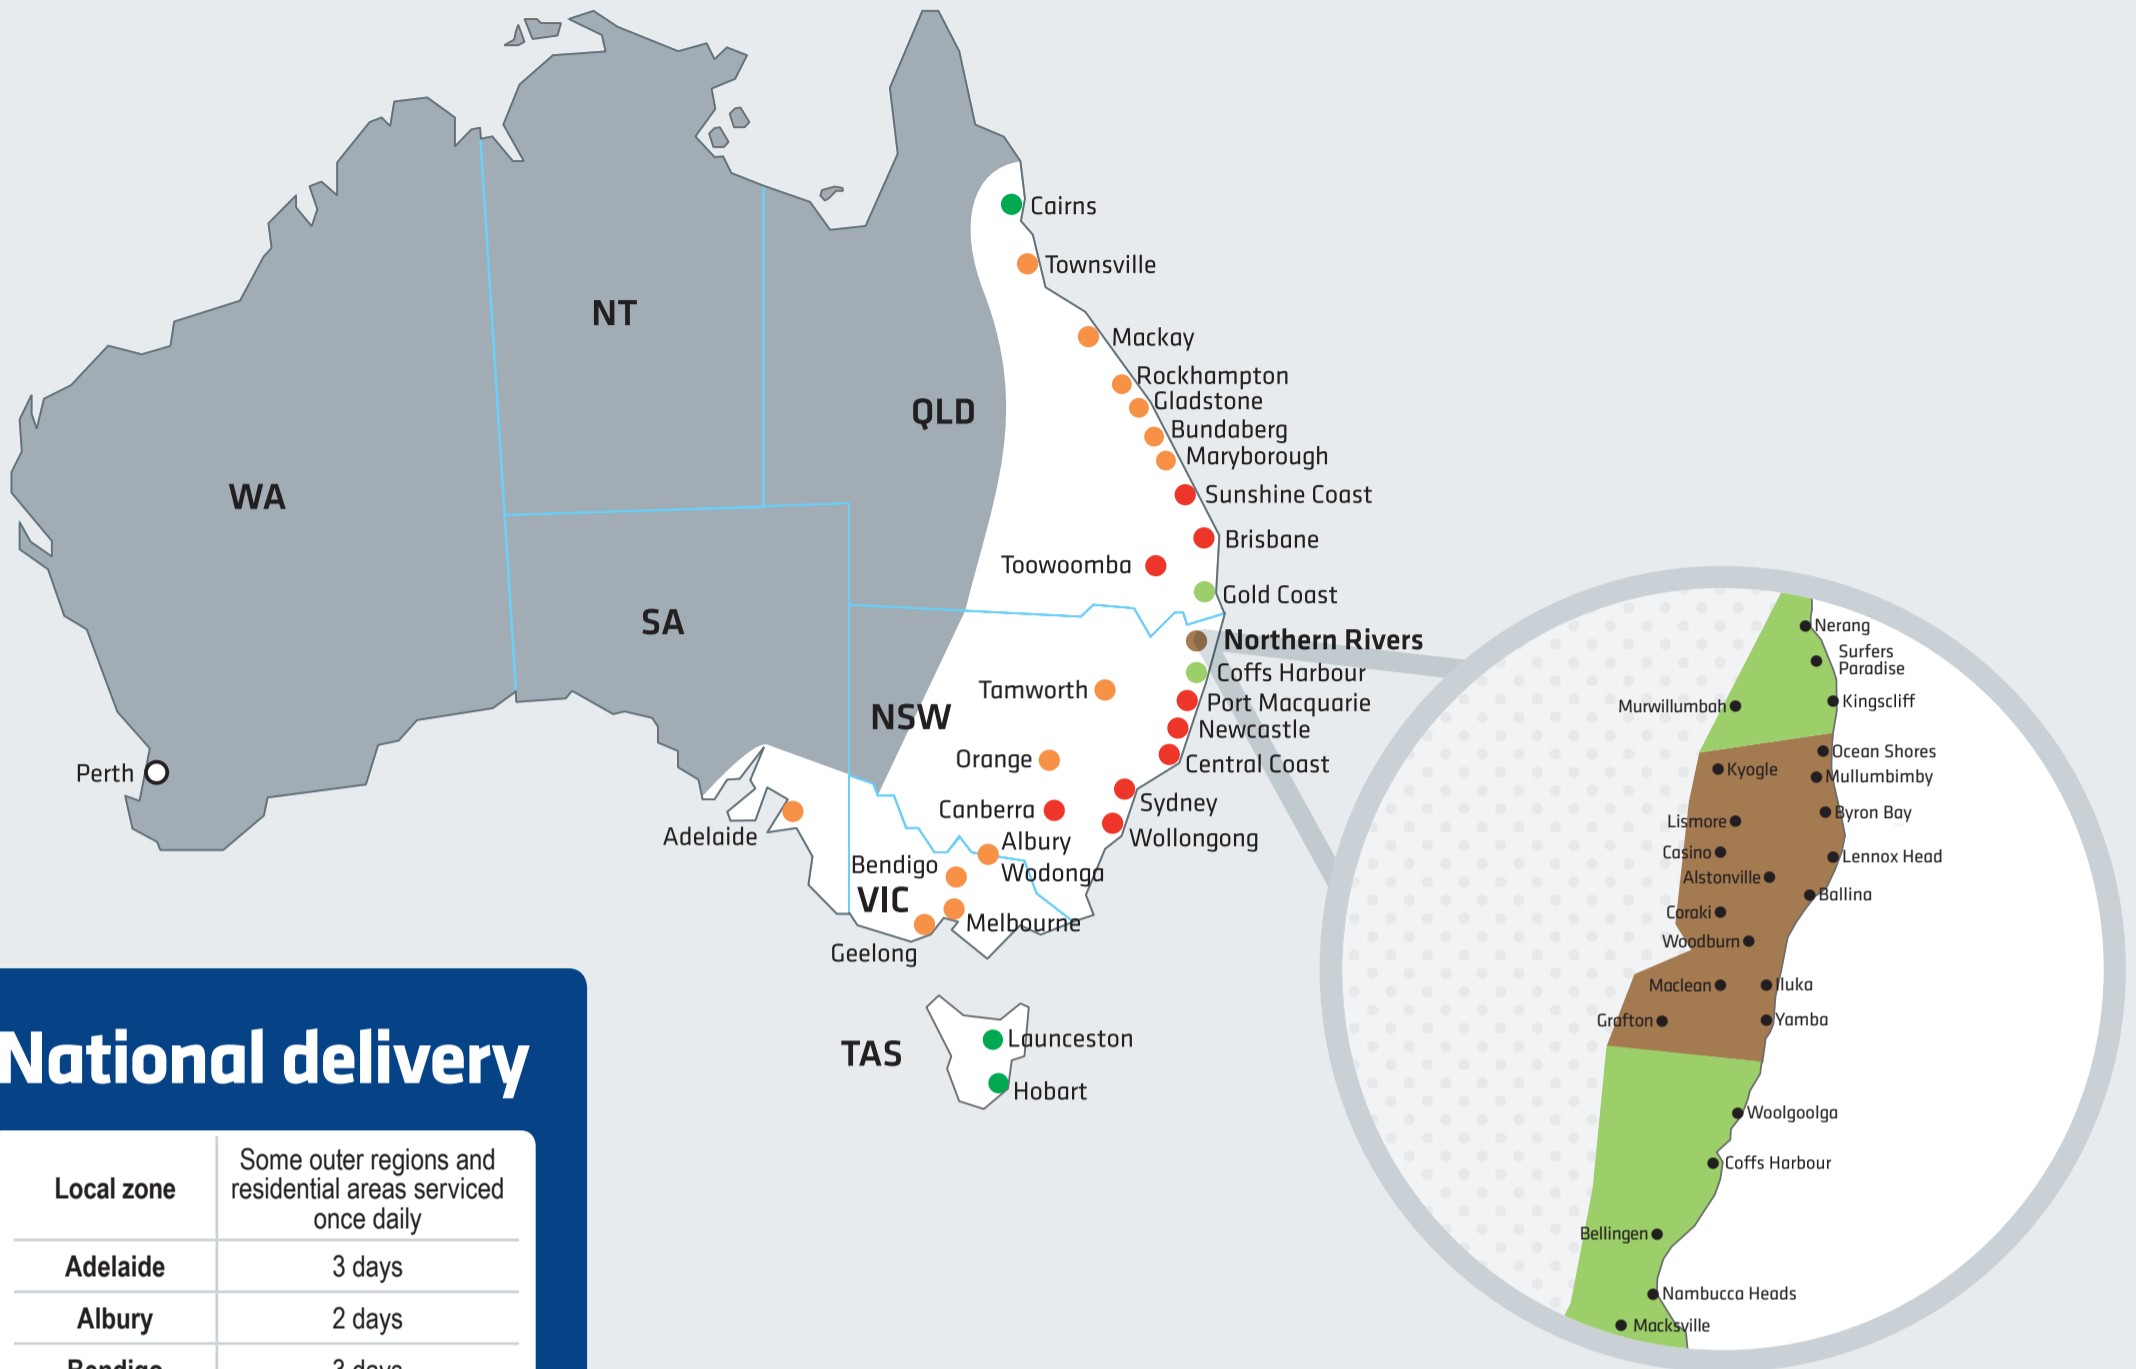 Cairns
Townsville
NT
Mackay
Rockhampton
Gladstone
QLD
Bundaberg
Maryborough
WA
Sunshine Coast
Brisbane
Toowoomba
Gold Coast
SA
Northern Rivers
Coffs Harbour
Tamworth
Port Macquarie
NSW
Newcastle
Orange
Central Coast
Perth
Sydney
Canberra
Wollongong
Adelaide
Albury
Wodonga
Bendigo
VIC
Melbourne
Geelong
TAS
Launceston
Hobart
Nerang
Surfers
Paradise
Kingscliff
Murwillumbah
Ocean Shores
Kyogle
Mullumbimby
Byron Bay
Lismore
Casino
Lennox Head
Alstonville
Ballina
Coraki
Woodburn
Maclean
Iluka
Grafton
Yamba
Woolgoolga
Coffs Harbour
Bellingen
Nambucca Heads
Macksville
National delivery
Local zone
Some outer regions and
residential areas serviced
once daily
Adelaide 3 days
Albury 2 days
Bendigo 3 days